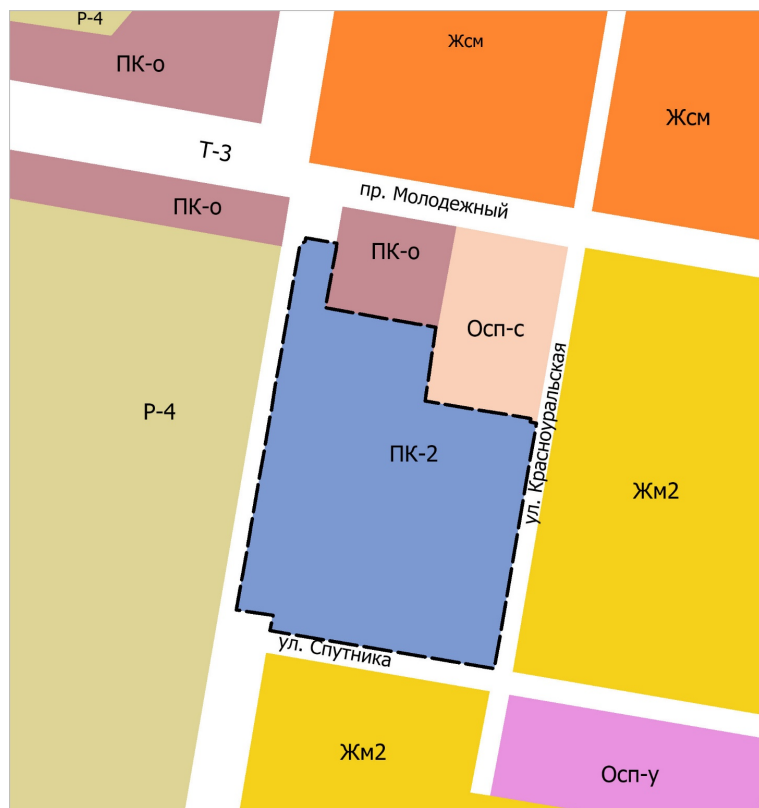 Р-4
Жсм
ПК-о
Жсм
Т-3
пр. Молодежный
ПК-о
ПК-о
Осп-с
Р-4
ул. Красноуральская
ПК-2
Жм2
ул. Спутника
Жм2
Осп-у